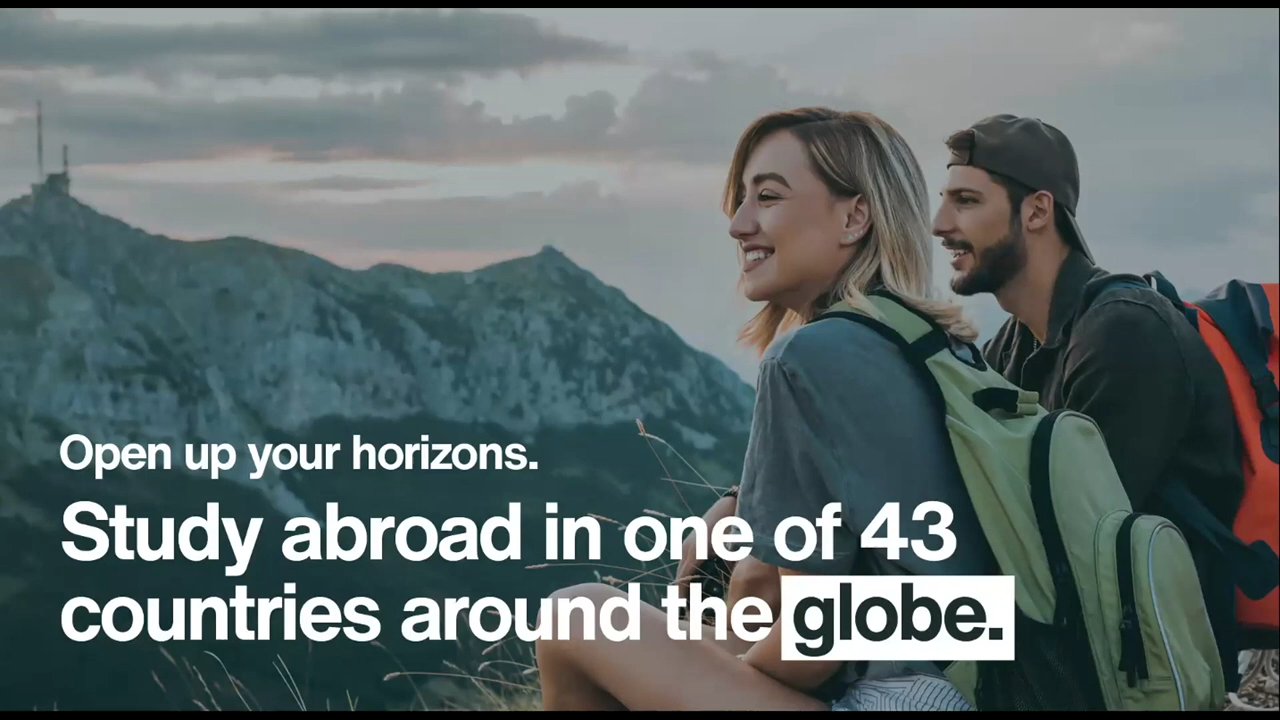 Open up your horizons.
Study abroad in one of 43
countries around the globe.